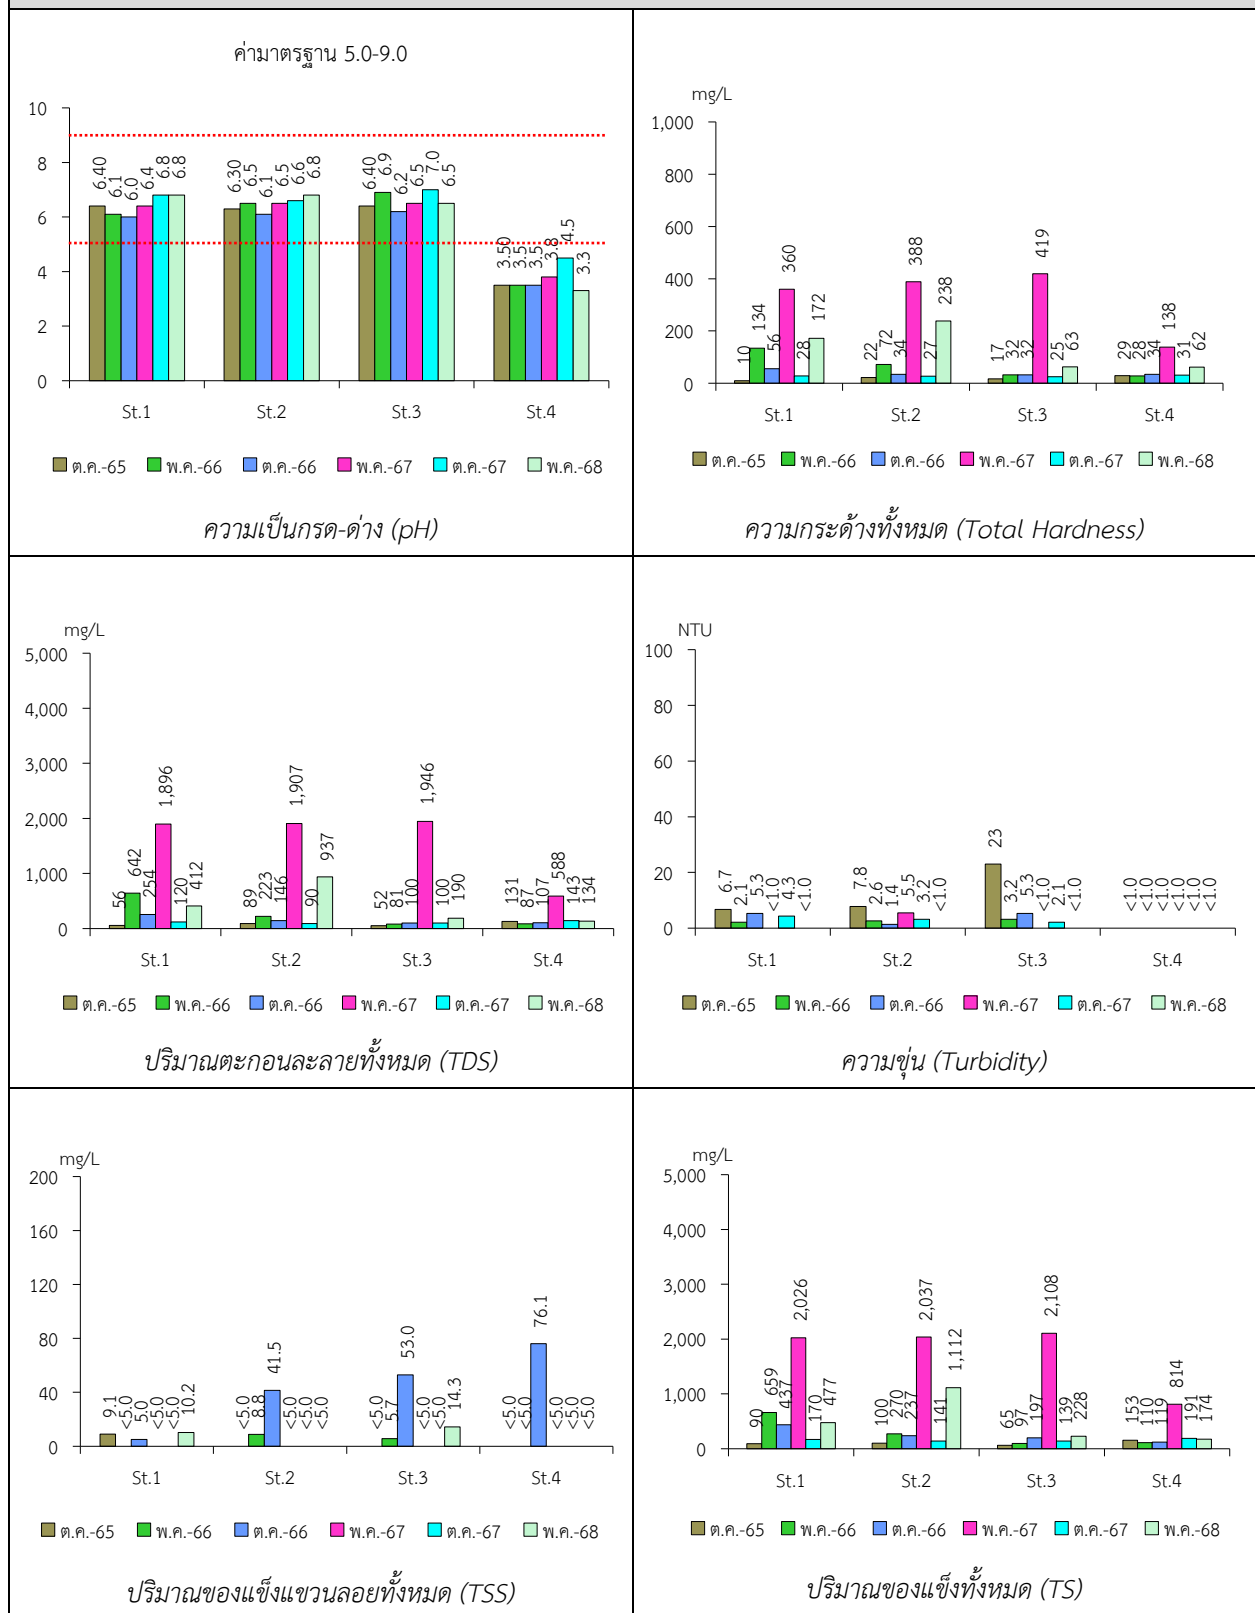 ค่ามาตรฐาน 5.0-9.0
10
8
6
4
2
0
6.40 6.1 6.0 6.4 6.8 6.8
6.30 6.5 6.1 6.5 6.6 6.8
6.40 6.9 6.2 6.5 7.0 6.5
3.50 3.5 3.5 3.8 4.5 3.3
St.1 St.2 St.3 St.4
ต.ค.-65 พ.ค.-66 ต.ค.-66 พ.ค.-67 ต.ค.-67 พ.ค.-68
ความเป็นกรด-ด่าง (pH)
mg/L
1,000
800
600
400
200
0
10 134 56 360 28 172
22 72 34 388 27 238
17 32 32 419 25 63
29 28 34 138 31 62
St.1 St.2 St.3 St.4
ต.ค.-65 พ.ค.-66 ต.ค.-66 พ.ค.-67 ต.ค.-67 พ.ค.-68
ความกระด้างทั้งหมด (Total Hardness)
mg/L
5,000
4,000
3,000
2,000
1,000
0
56 642 254 1,896 120 412
89 223 146 1,907 90 937
52 81 100 1,946 100 190
131 87 107 588 143 134
St.1 St.2 St.3 St.4
ต.ค.-65 พ.ค.-66 ต.ค.-66 พ.ค.-67 ต.ค.-67 พ.ค.-68
ปริมาณตะกอนละลายทั้งหมด (TDS)
NTU
100
80
60
40
20
0
6.7 2.1 5.3 <1.0 4.3 <1.0
7.8 2.6 1.4 5.5 3.2 <1.0
23 3.2 5.3 <1.0 2.1 <1.0
<1.0 <1.0 <1.0 <1.0 <1.0 <1.0
St.1 St.2 St.3 St.4
ต.ค.-65 พ.ค.-66 ต.ค.-66 พ.ค.-67 ต.ค.-67 พ.ค.-68
ความขุ่น (Turbidity)
mg/L
200
160
120
80
40
0
9.1 <5.0 5.0 <5.0 <5.0 10.2
<5.0 8.8 41.5 <5.0 <5.0 <5.0
<5.0 5.7 53.0 <5.0 <5.0 14.3
<5.0 <5.0 76.1 <5.0 <5.0 <5.0
St.1 St.2 St.3 St.4
ต.ค.-65 พ.ค.-66 ต.ค.-66 พ.ค.-67 ต.ค.-67 พ.ค.-68
ปริมาณของแข็งแขวนลอยทั้งหมด (TSS)
mg/L
5,000
4,000
3,000
2,000
1,000
0
90 659 437 2,026 170 477
100 270 237 2,037 141 1,112
65 97 197 2,108 139 228
153 110 119 814 191 174
St.1 St.2 St.3 St.4
ต.ค.-65 พ.ค.-66 ต.ค.-66 พ.ค.-67 ต.ค.-67 พ.ค.-68
ปริมาณของแข็งทั้งหมด (TS)